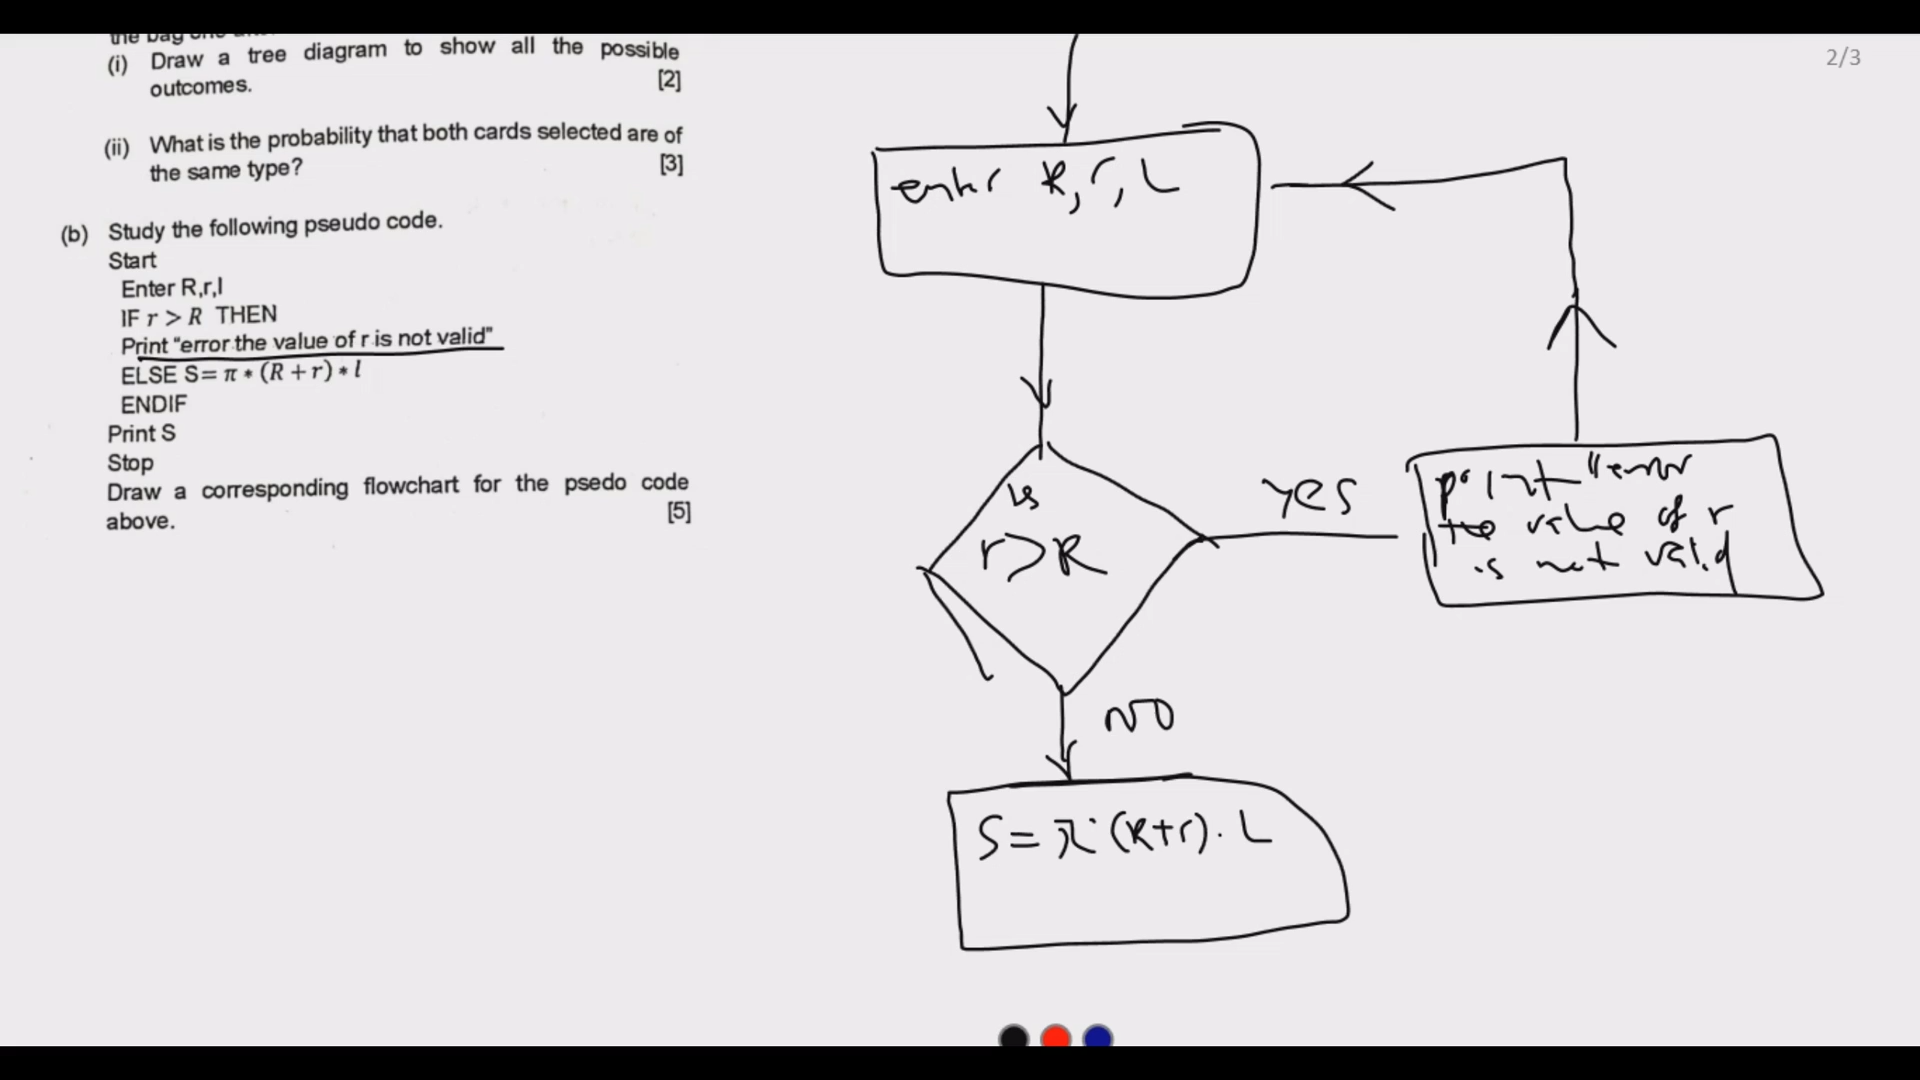 the bag one
(i) Draw a tree diagram to show all the possible
outcomes. [2]
(ii) What is the probability that both cards selected are of
the same type? [3]
(b) Study the following pseudo code.
Start
Enter R,r,l
IF r > R THEN
Print “error the value of r is not valid”
ELSE S= π * (R + r) * l
ENDIF
Print S
Stop
Draw a corresponding flowchart for the psedo code
above. [5]
2/3
enter R, r, L
is
r>R
YES
print "error
the value of r
is not valid
NO
S = π·(R+r)·L